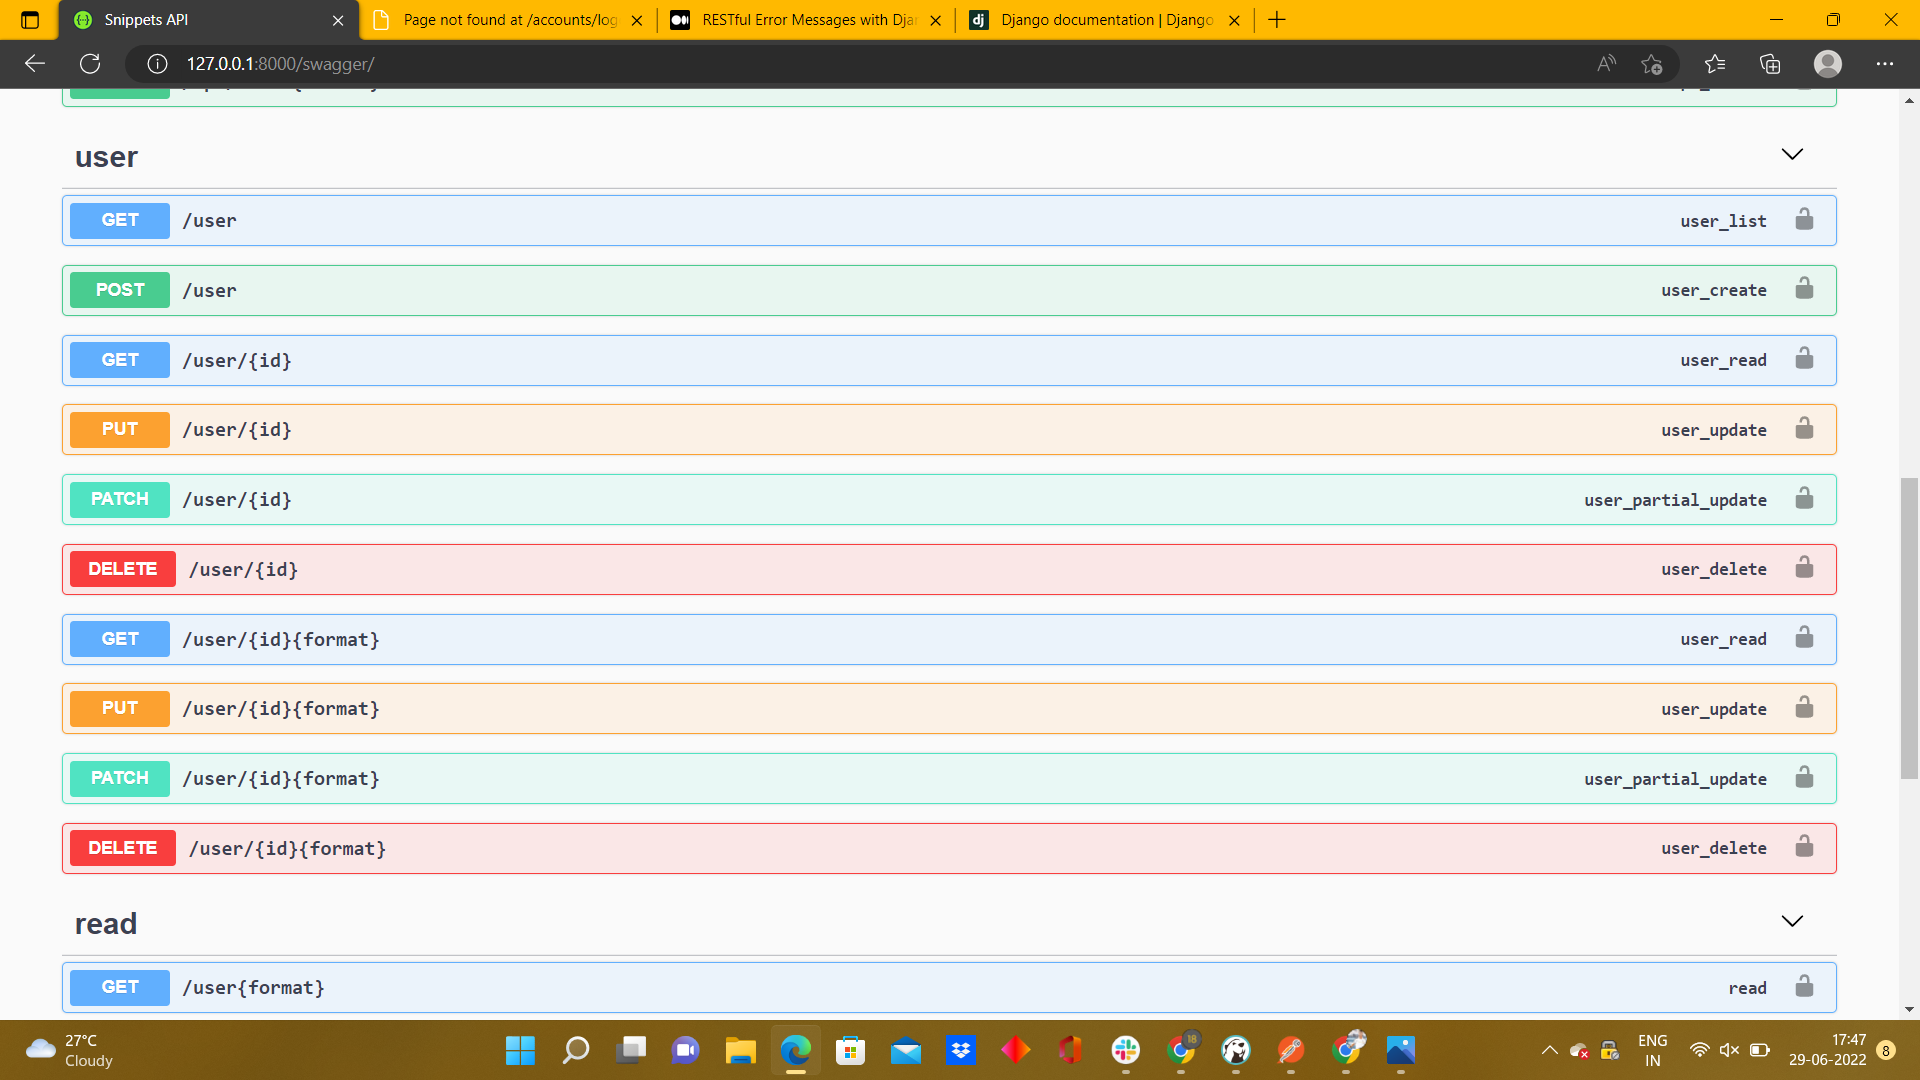 Snippets API
Page not found at /accounts/log
RESTful Error Messages with Djan
Django documentation | Django
127.0.0.1:8000/swagger/
user
GET /user user_list
POST /user user_create
GET /user/{id} user_read
PUT /user/{id} user_update
PATCH /user/{id} user_partial_update
DELETE /user/{id} user_delete
GET /user/{id}{format} user_read
PUT /user/{id}{format} user_update
PATCH /user/{id}{format} user_partial_update
DELETE /user/{id}{format} user_delete
read
GET /user{format} read
27°C
Cloudy
18
ENG
IN
17:47
29-06-2022
8